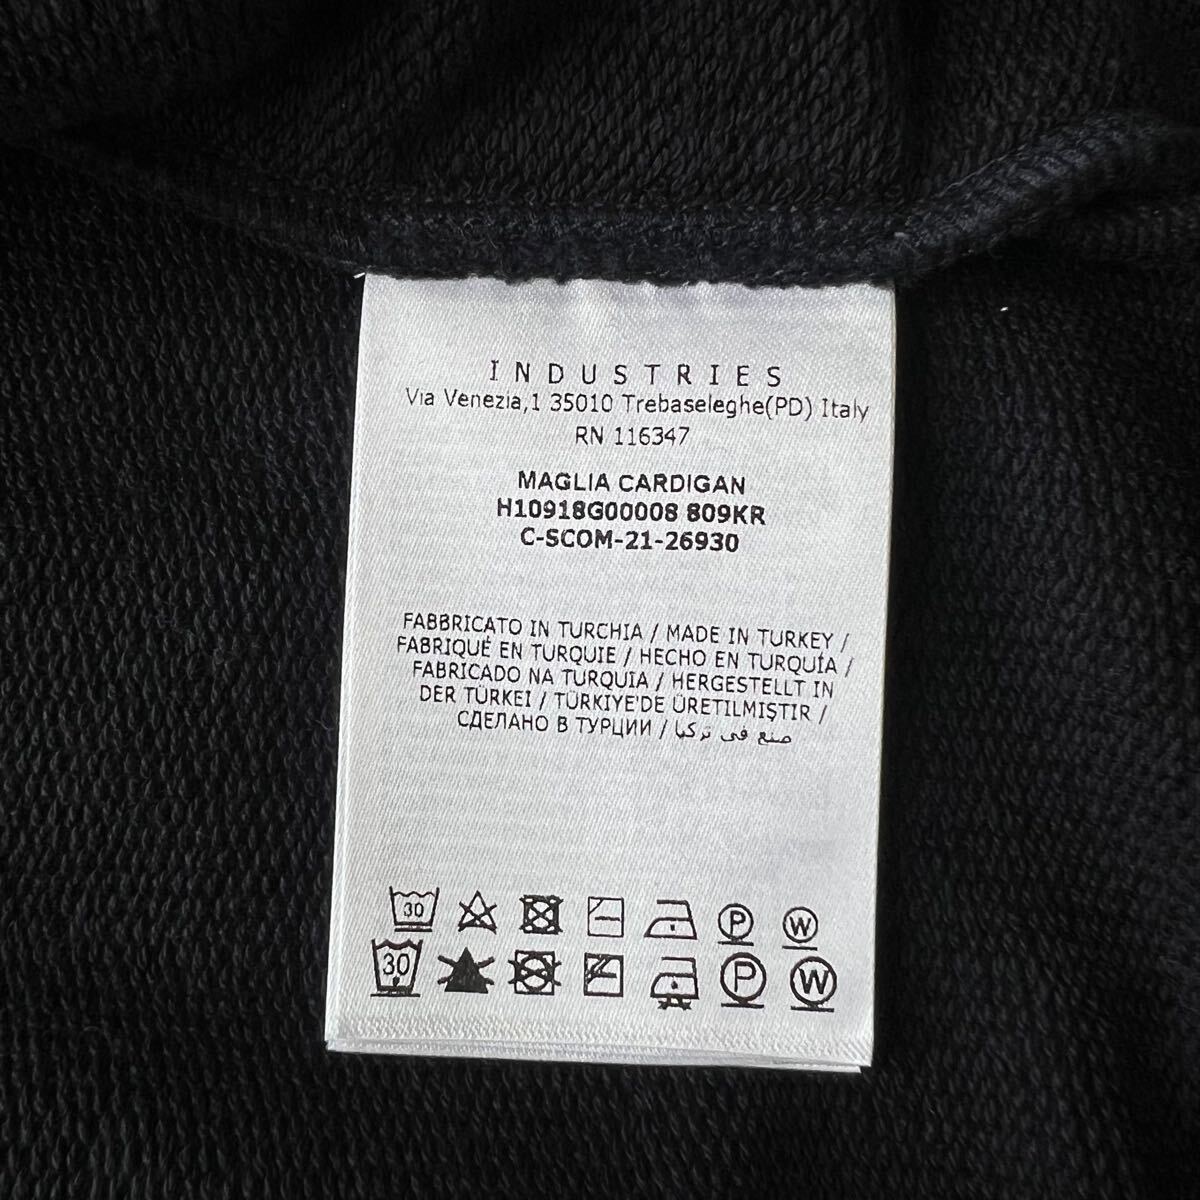 INDUSTRIES
Via Venezia,1 35010 Trebaseleghe(PD) Italy
RN 116347
MAGLIA CARDIGAN
H10918G00008 809KR
C-SCOM-21-26930
FABBRICATO IN TURCHIA / MADE IN TURKEY /
FABRIQUÉ EN TURQUIE / HECHO EN TURQUÍA /
FABRICADO NA TURQUIA / HERGESTELLT IN
DER TÜRKEI / TÜRKIYE'DE ÜRETILMIŞTIR /
СДЕЛАНО В ТУРЦИИ / صنع في تركيا
30 P W
30 P W